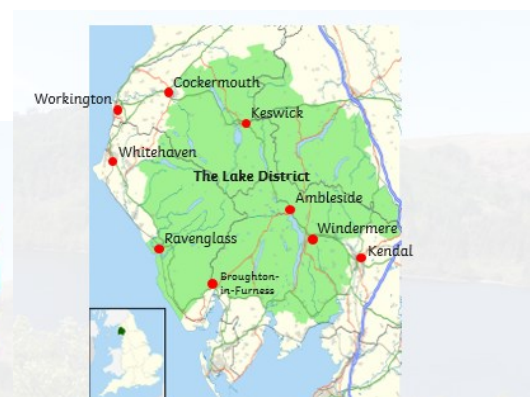 Cockermouth
Workington
Keswick
Whitehaven
The Lake District
Ambleside
Windermere
Ravenglass
Kendal
Broughton-
in-Furness